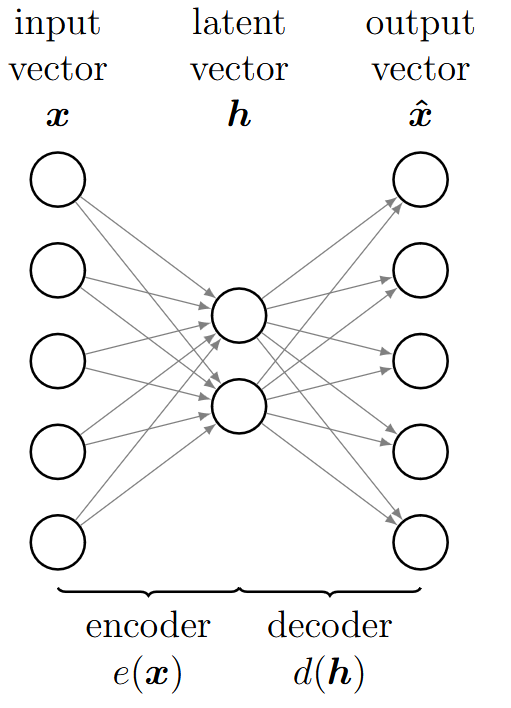 input latent output
vector vector vector
x h x̂
encoder decoder
e(x) d(h)